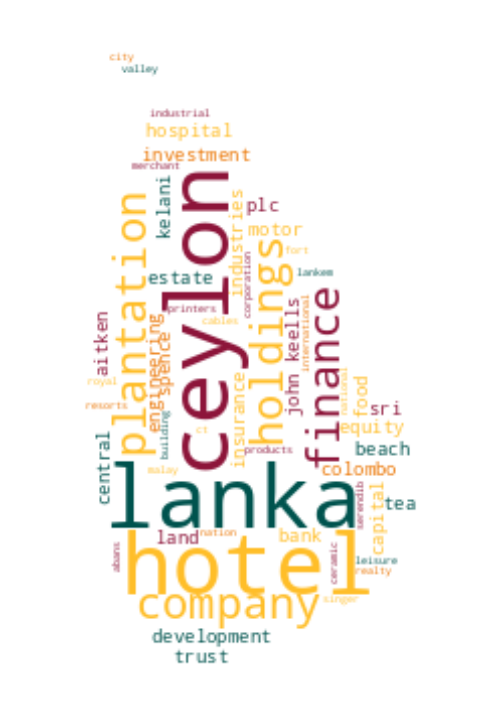 city
valley
industrial
hospital
investment
merchant
kelani
plantation
ceylon
industries
plc
motor
holdings
fort
corporation
lankem
estate
finance
international
printers
keells
aitken
engineering
spence
cables
john
royal
national
food
resorts
sri
building
insurance
ct
equity
central
products
beach
malay
colombo
lanka
capital
serendib
tea
land
nation
bank
hotel
abans
ceramic
leisure
realty
company
singer
development
trust